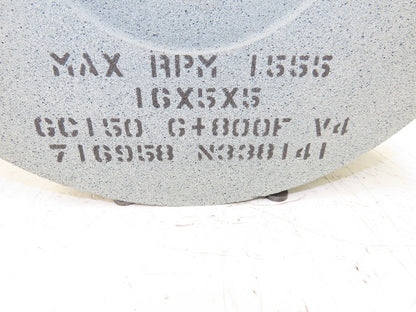 MAX RPM 1555
16X5X5
GC150 G+800F V4
716958 N338141